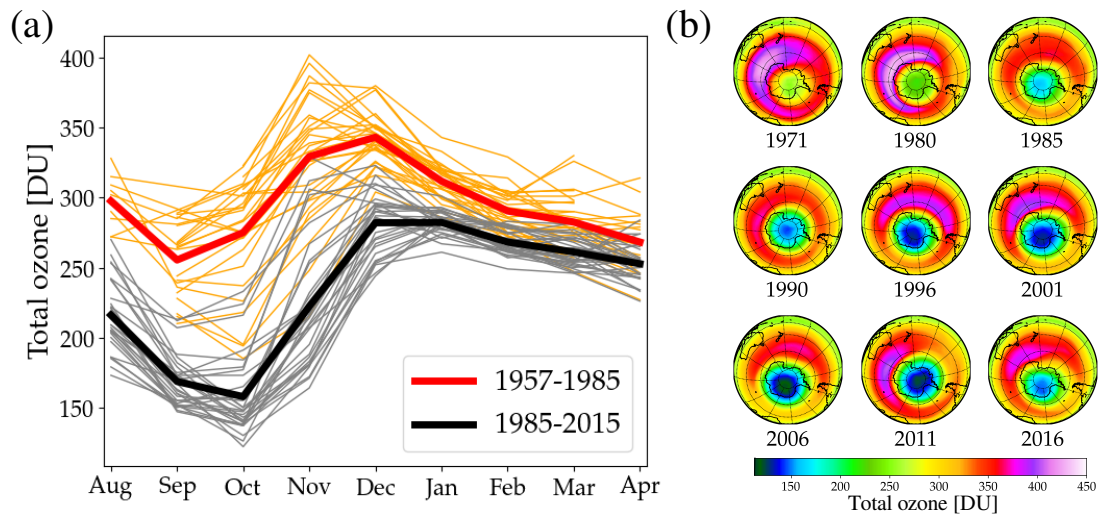 (a)
Total ozone [DU]
400
350
300
250
200
150
Aug Sep Oct Nov Dec Jan Feb Mar Apr
1957-1985
1985-2015
(b)
1971 1980 1985
1990 1996 2001
2006 2011 2016
150 200 250 300 350 400 450
Total ozone [DU]